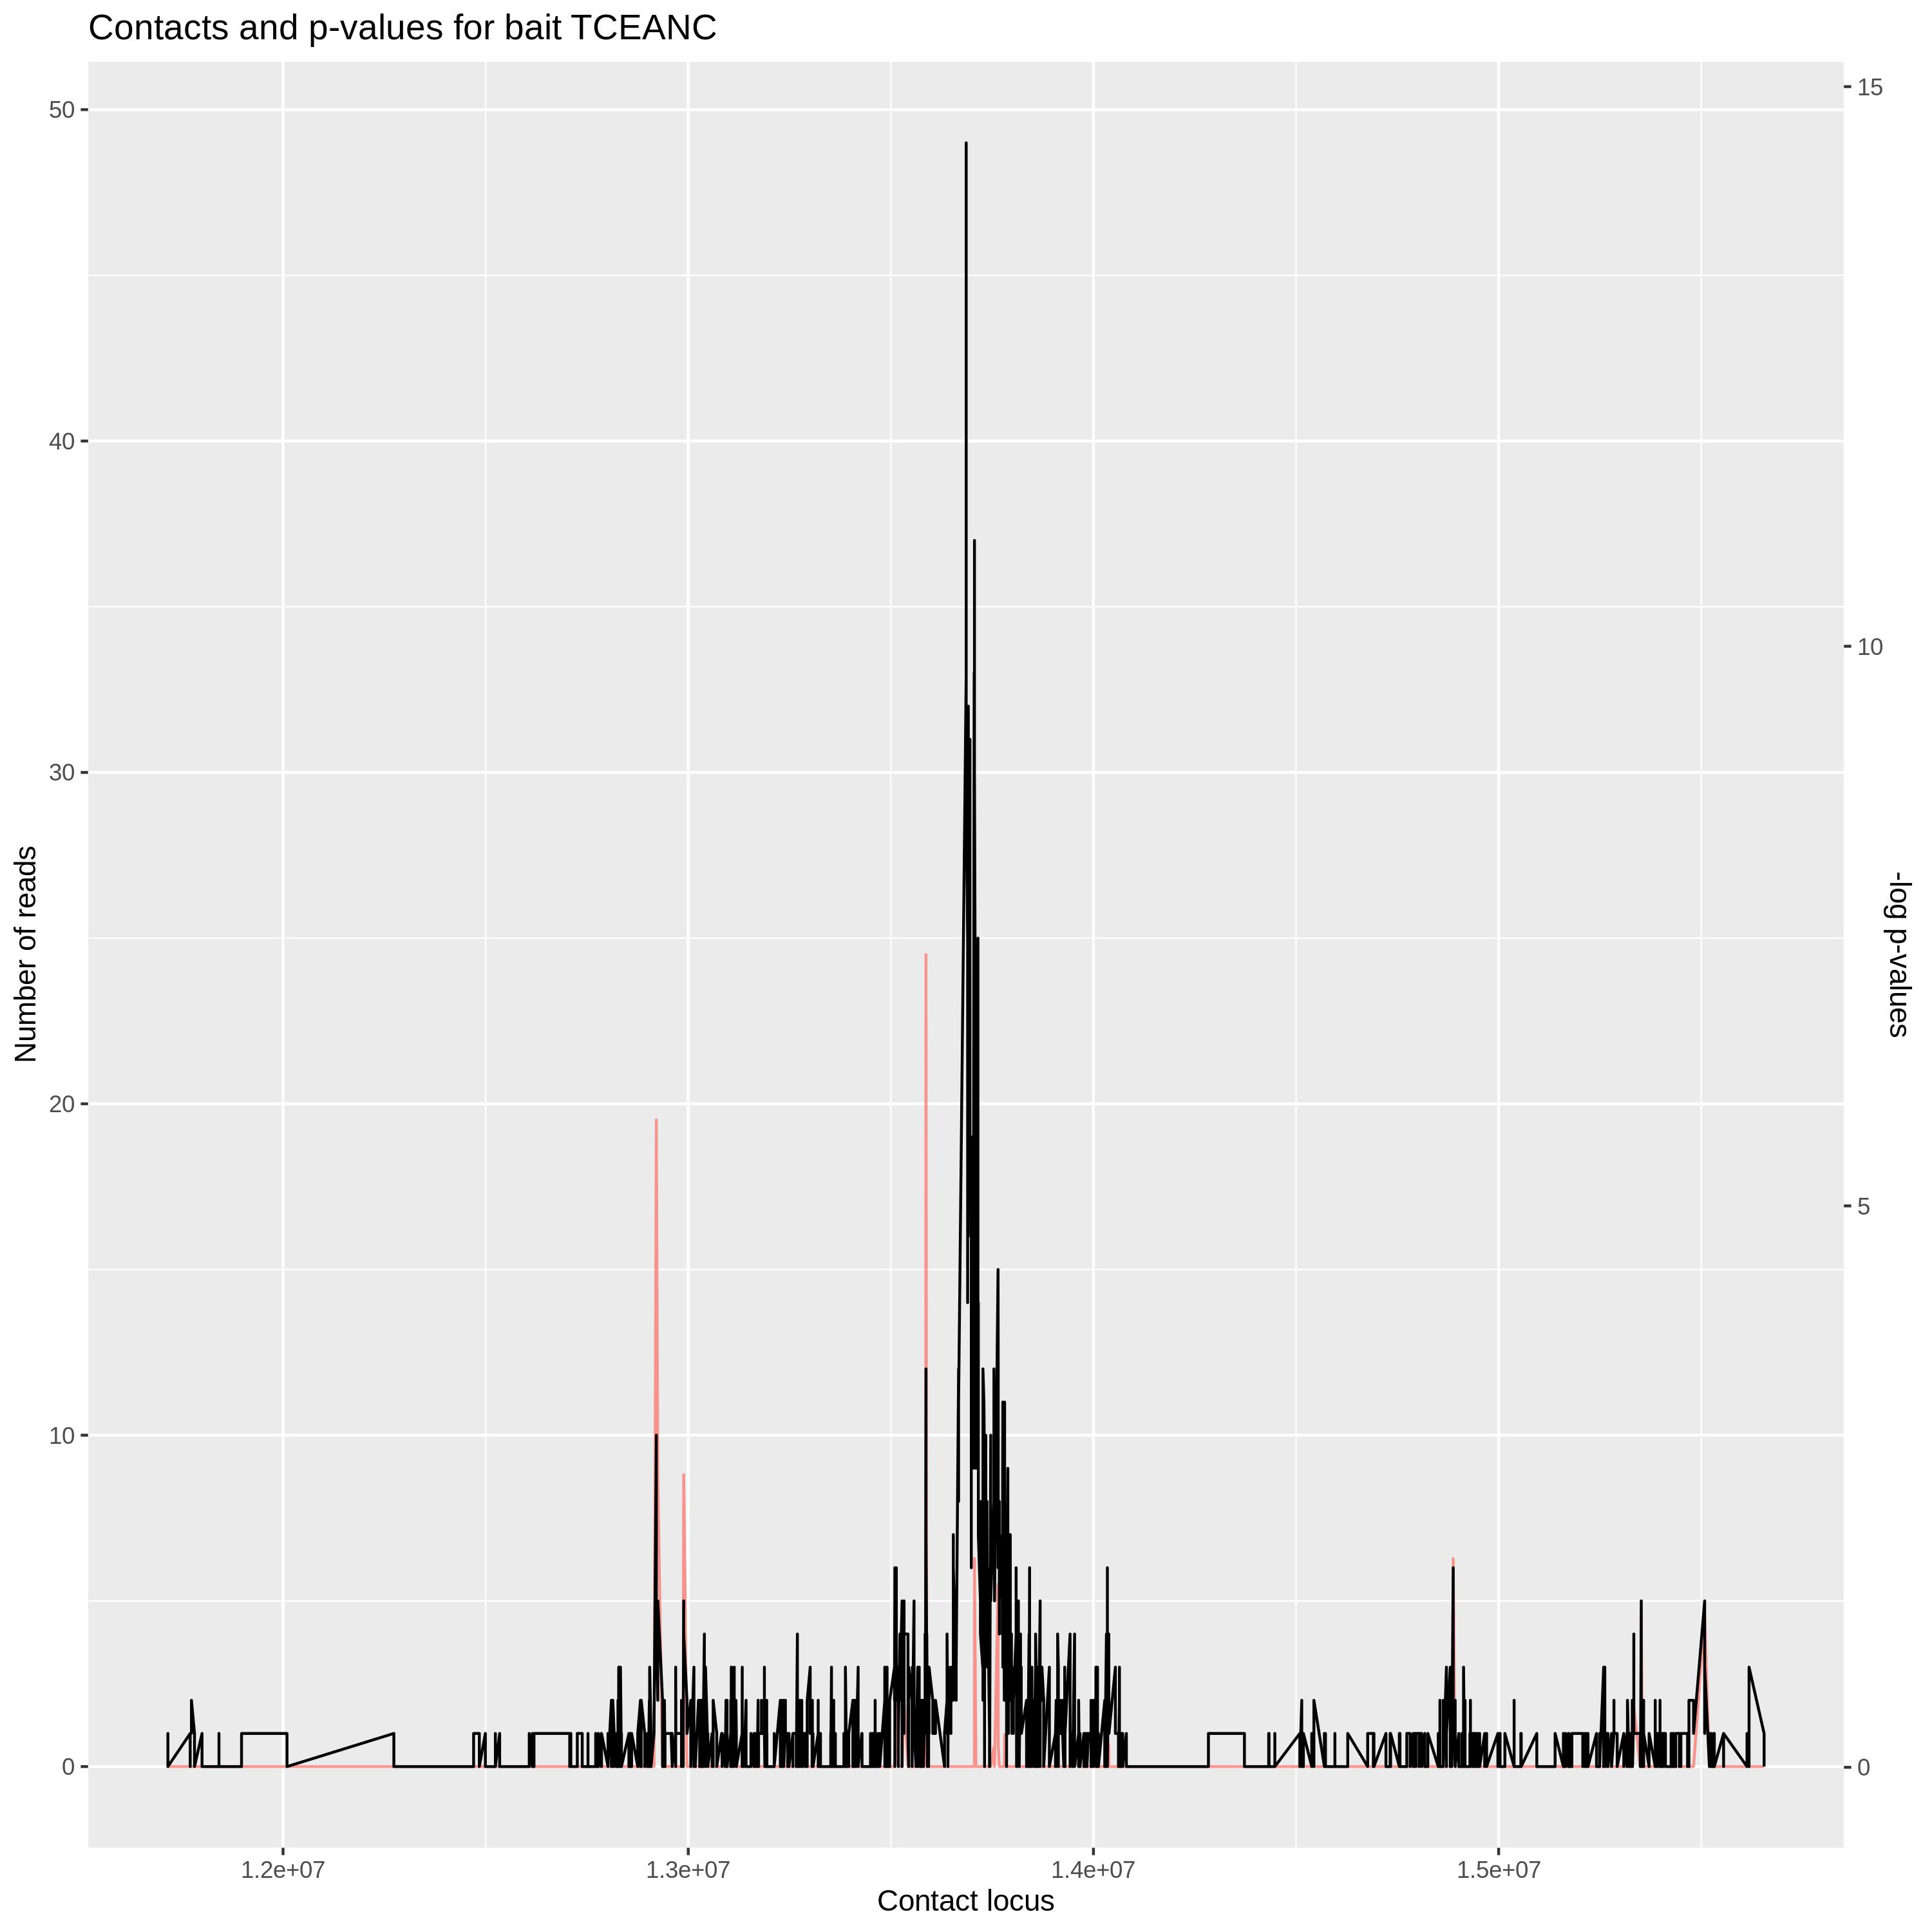 Contacts and p-values for bait TCEANC
50
40
30
20
10
0
Number of reads
15
10
5
0
-log p-values
1.2e+07
1.3e+07
1.4e+07
1.5e+07
Contact locus